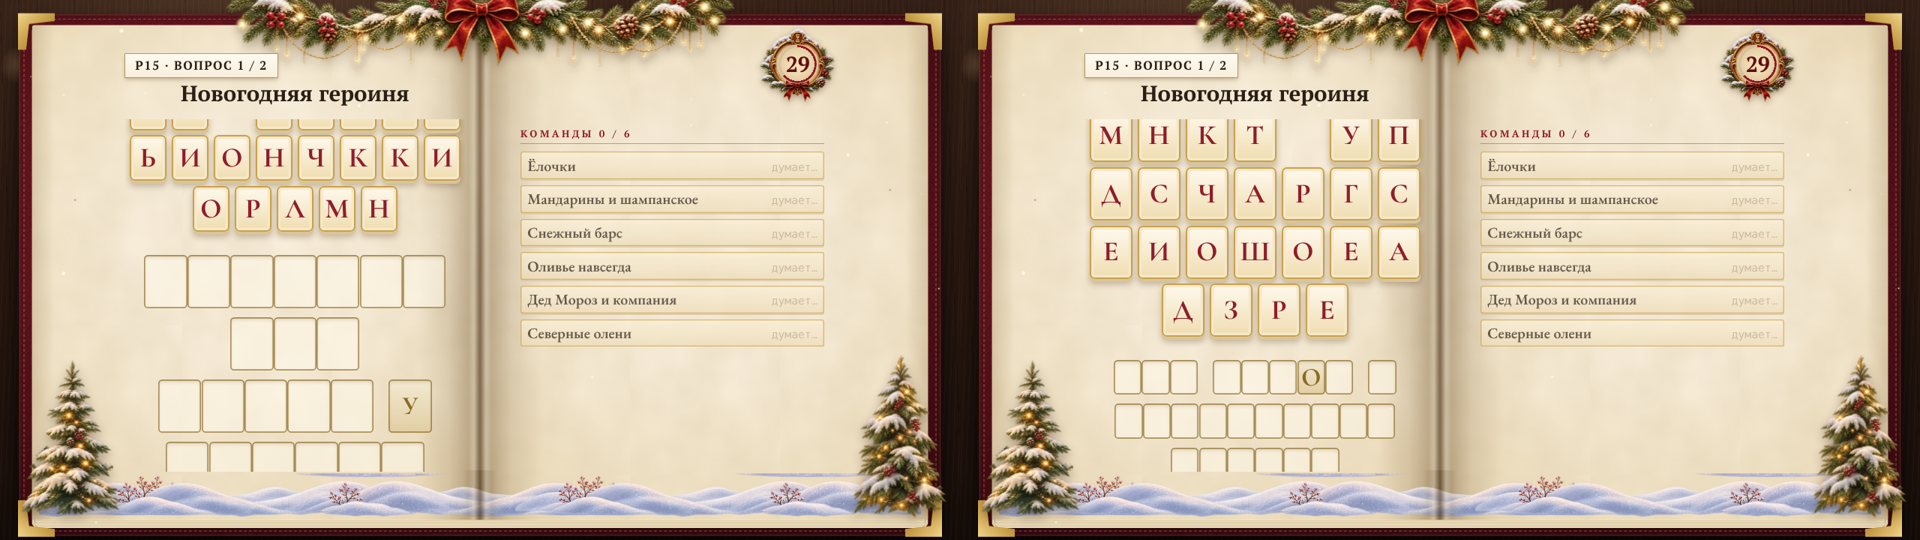 Р15 · ВОПРОС 1 / 2
Новогодняя героиня
Ь И О Н Ч К К И
О Р Л М Н
У
29
КОМАНДЫ 0 / 6
Ёлочки думает…
Мандарины и шампанское думает…
Снежный барс думает…
Оливье навсегда думает…
Дед Мороз и компания думает…
Северные олени думает…
Р15 · ВОПРОС 1 / 2
Новогодняя героиня
М Н К Т У П
Д С Ч А Р Г С
Е И О Ш О Е А
Д З Р Е
О
29
КОМАНДЫ 0 / 6
Ёлочки думает…
Мандарины и шампанское думает…
Снежный барс думает…
Оливье навсегда думает…
Дед Мороз и компания думает…
Северные олени думает…